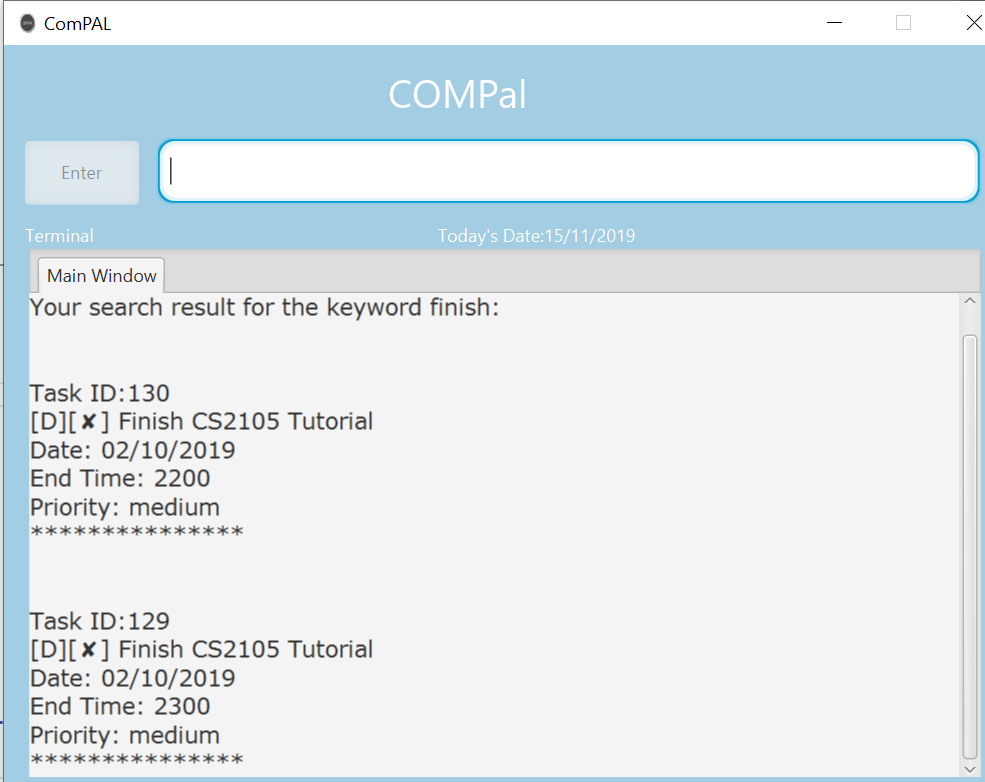 ComPAL
COMPal
Enter
Terminal
Today's Date:15/11/2019
Main Window
Your search result for the keyword finish:
Task ID:130
[D][✘] Finish CS2105 Tutorial
Date: 02/10/2019
End Time: 2200
Priority: medium
***************
Task ID:129
[D][✘] Finish CS2105 Tutorial
Date: 02/10/2019
End Time: 2300
Priority: medium
***************